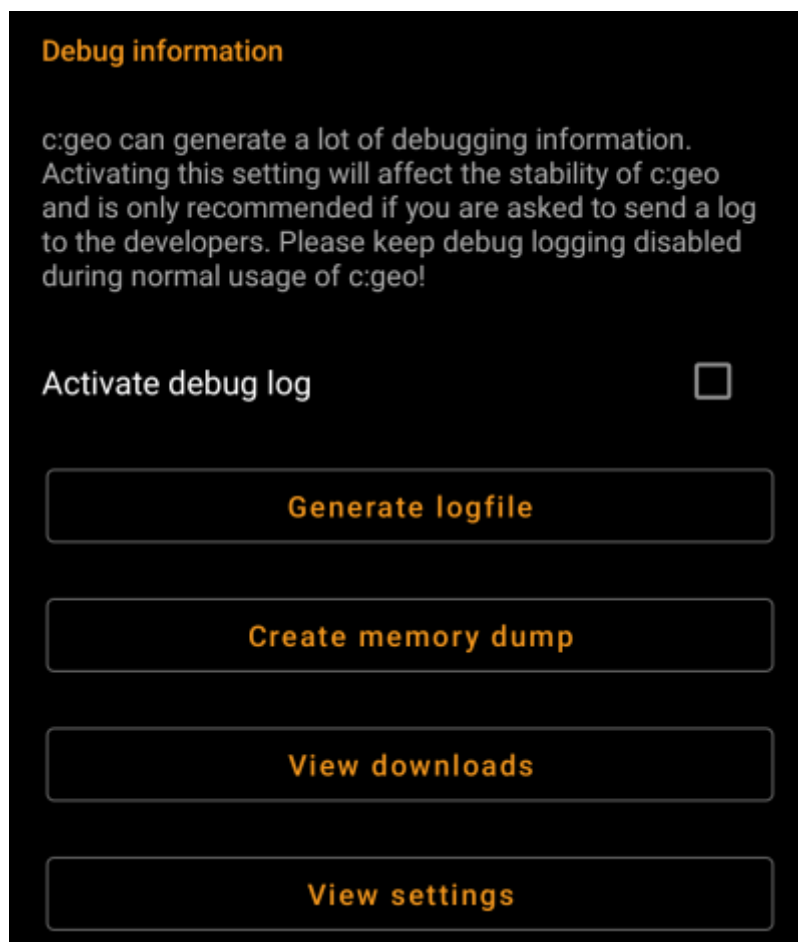 Debug information
c:geo can generate a lot of debugging information.
Activating this setting will affect the stability of c:geo
and is only recommended if you are asked to send a log
to the developers. Please keep debug logging disabled
during normal usage of c:geo!
Activate debug log
Generate logfile
Create memory dump
View downloads
View settings